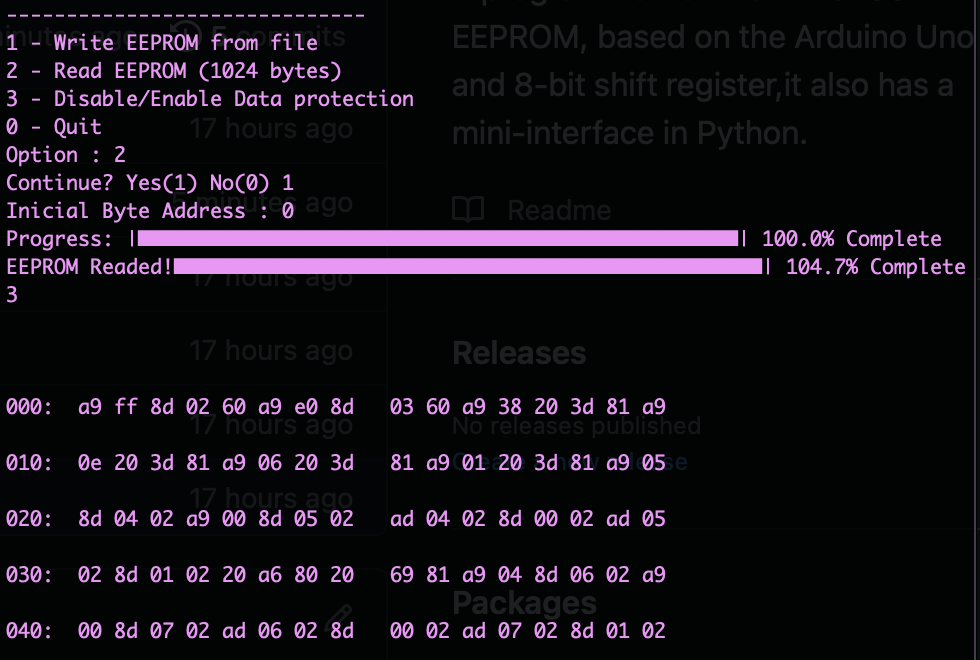 ------------------------------
1 - Write EEPROM from file
2 - Read EEPROM (1024 bytes)
3 - Disable/Enable Data protection
0 - Quit
Option : 2
Continue? Yes(1) No(0) 1
Inicial Byte Address : 0
Progress: || 100.0% Complete
EEPROM Readed!| 104.7% Complete
3
000: a9 ff 8d 02 60 a9 e0 8d 03 60 a9 38 20 3d 81 a9
010: 0e 20 3d 81 a9 06 20 3d 81 a9 01 20 3d 81 a9 05
020: 8d 04 02 a9 00 8d 05 02 ad 04 02 8d 00 02 ad 05
030: 02 8d 01 02 20 a6 80 20 69 81 a9 04 8d 06 02 a9
040: 00 8d 07 02 ad 06 02 8d 00 02 ad 07 02 8d 01 02
commits
17 hours ago
minutes ago
17 hours ago
17 hours ago
17 hours ago
17 hours ago
EEPROM, based on the Arduino Uno
and 8-bit shift register,it also has a
mini-interface in Python.
Readme
Releases
No releases published
Create a new release
Packages